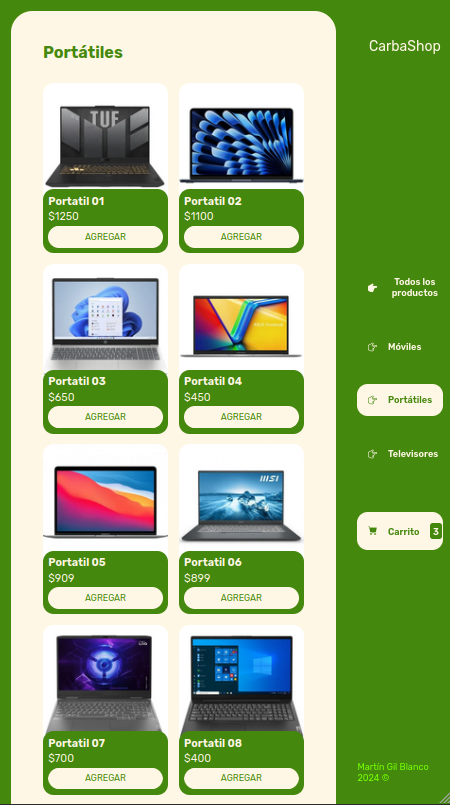 Portátiles
TUF
Portatil 01
$1250
AGREGAR
Portatil 02
$1100
AGREGAR
Portatil 03
$650
AGREGAR
Portatil 04
$450
AGREGAR
Portatil 05
$909
AGREGAR
msi
Portatil 06
$899
AGREGAR
Portatil 07
$700
AGREGAR
Portatil 08
$400
AGREGAR
CarbaShop
Todos los
productos
Móviles
Portátiles
Televisores
Carrito 3
Martín Gil Blanco
2024 ©